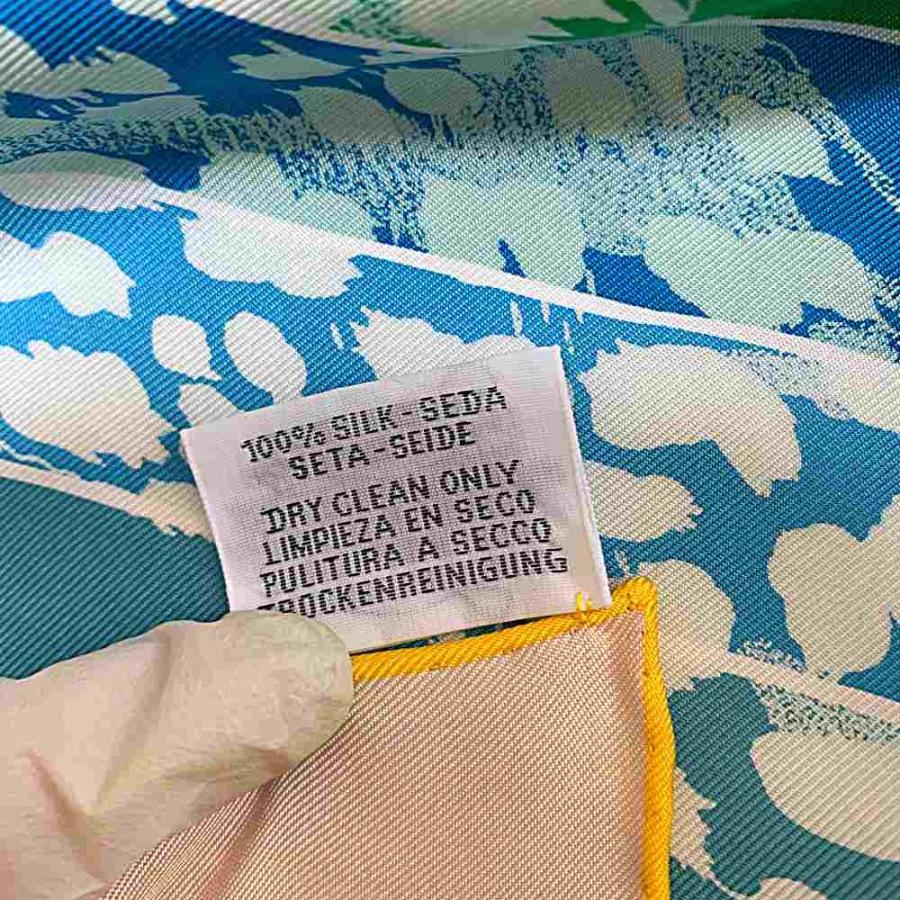 100% SILK-SEDA
SETA-SEIDE
DRY CLEAN ONLY
LIMPIEZA EN SECO
PULITURA A SECCO
TROCKENREINIGUNG